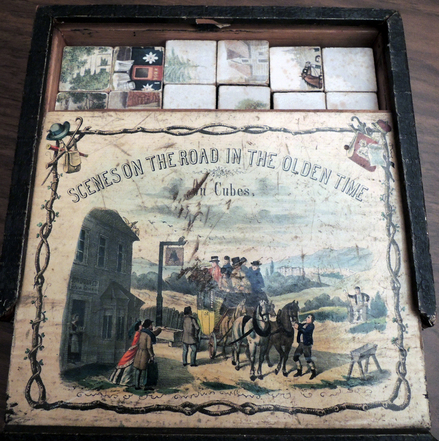 SCENES ON THE ROAD IN THE OLDEN TIME
In Cubes.